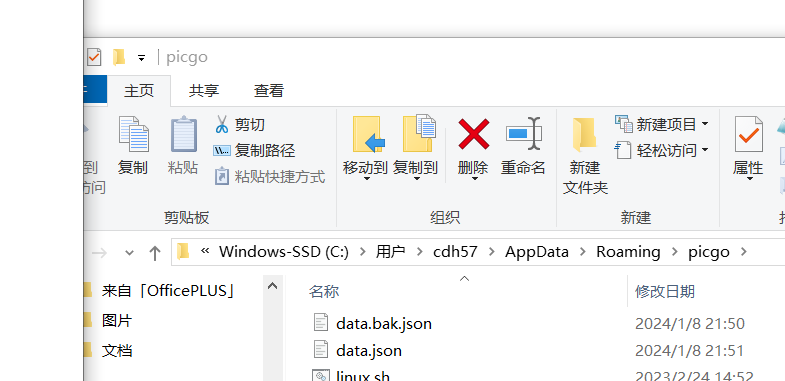 picgo
主页 共享 查看
复制
粘贴
剪切
复制路径
粘贴快捷方式
移动到
复制到
删除
重命名
新建
文件夹
新建项目
轻松访问
属性
访问
剪贴板 组织 新建
« Windows-SSD (C:) > 用户 > cdh57 > AppData > Roaming > picgo >
来自「OfficePLUS」
图片
文档
名称 修改日期
data.bak.json 2024/1/8 21:50
data.json 2024/1/8 21:51
linux.sh 2023/2/24 14:52